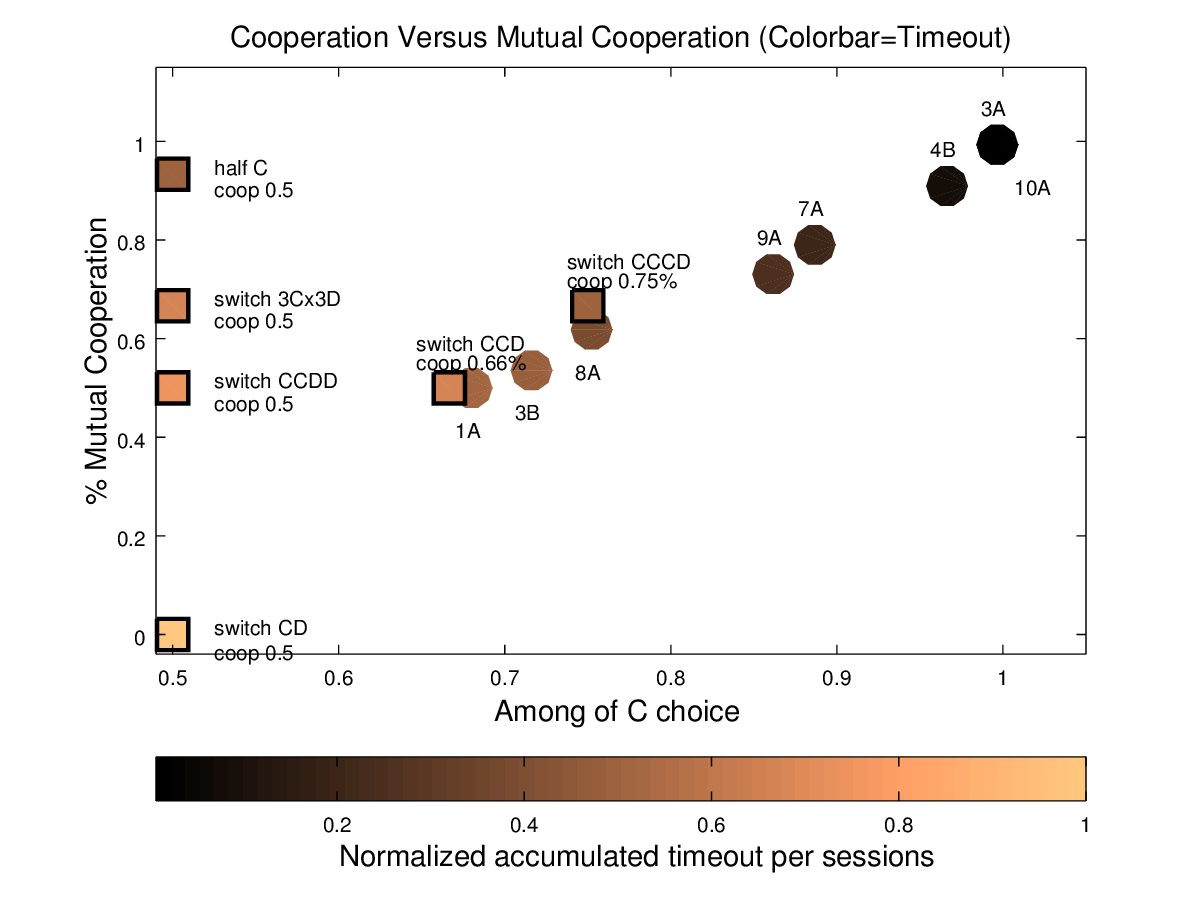 Cooperation Versus Mutual Cooperation (Colorbar=Timeout)
3A
1
4B
half C
10A
coop 0.5
7A
0.8
9A
switch CCCD
coop 0.75%
switch 3Cx3D
coop 0.5
0.6
switch CCD
coop 0.66%
8A
switch CCDD
coop 0.5
3B
1A
0.4
% Mutual Cooperation
0.2
switch CD
0
coop 0.5
0.5 0.6 0.7 0.8 0.9 1
Among of C choice
0.2 0.4 0.6 0.8 1
Normalized accumulated timeout per sessions